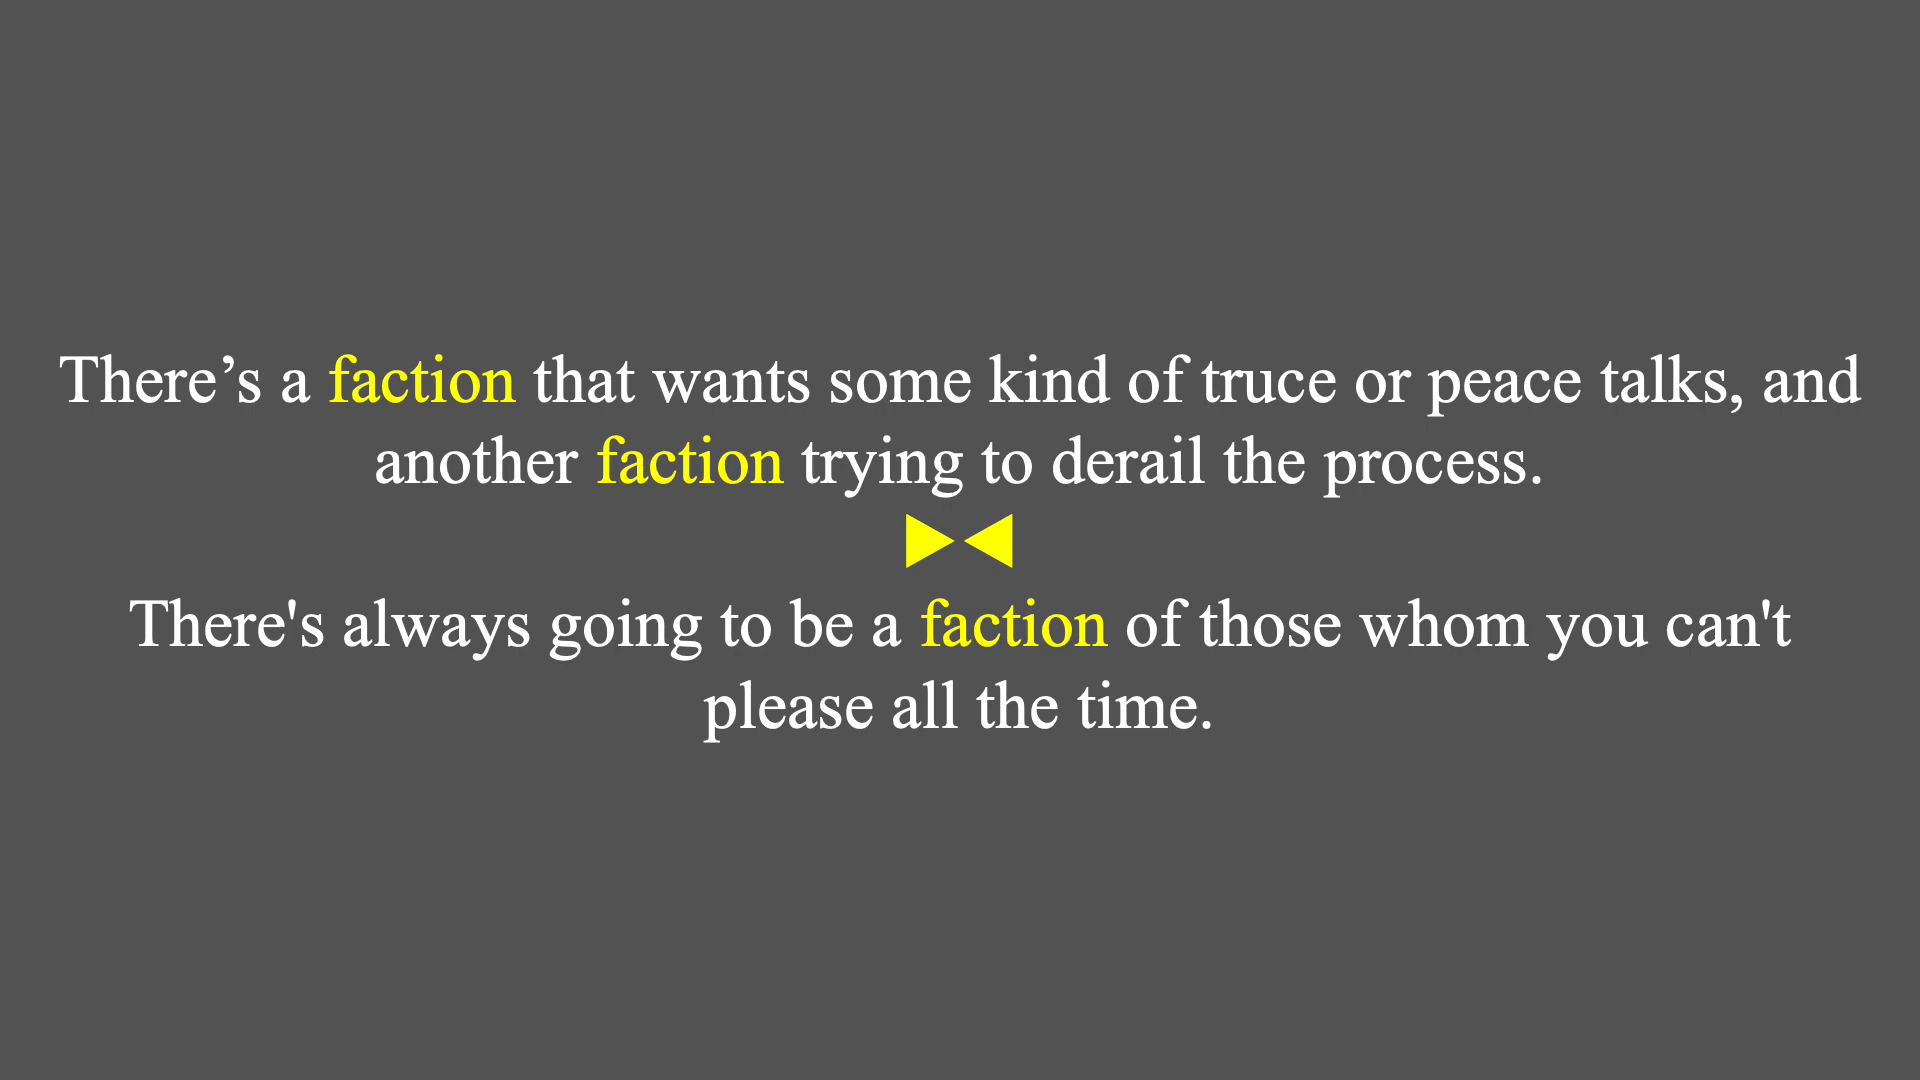 There’s a faction that wants some kind of truce or peace talks, and
another faction trying to derail the process.
There's always going to be a faction of those whom you can't
please all the time.